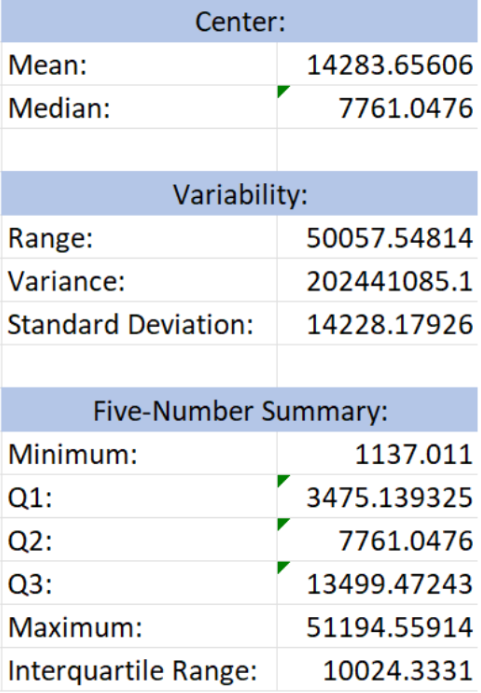 Center:
Mean: 14283.65606
Median: 7761.0476
Variability:
Range: 50057.54814
Variance: 202441085.1
Standard Deviation: 14228.17926
Five-Number Summary:
Minimum: 1137.011
Q1: 3475.139325
Q2: 7761.0476
Q3: 13499.47243
Maximum: 51194.55914
Interquartile Range: 10024.3331